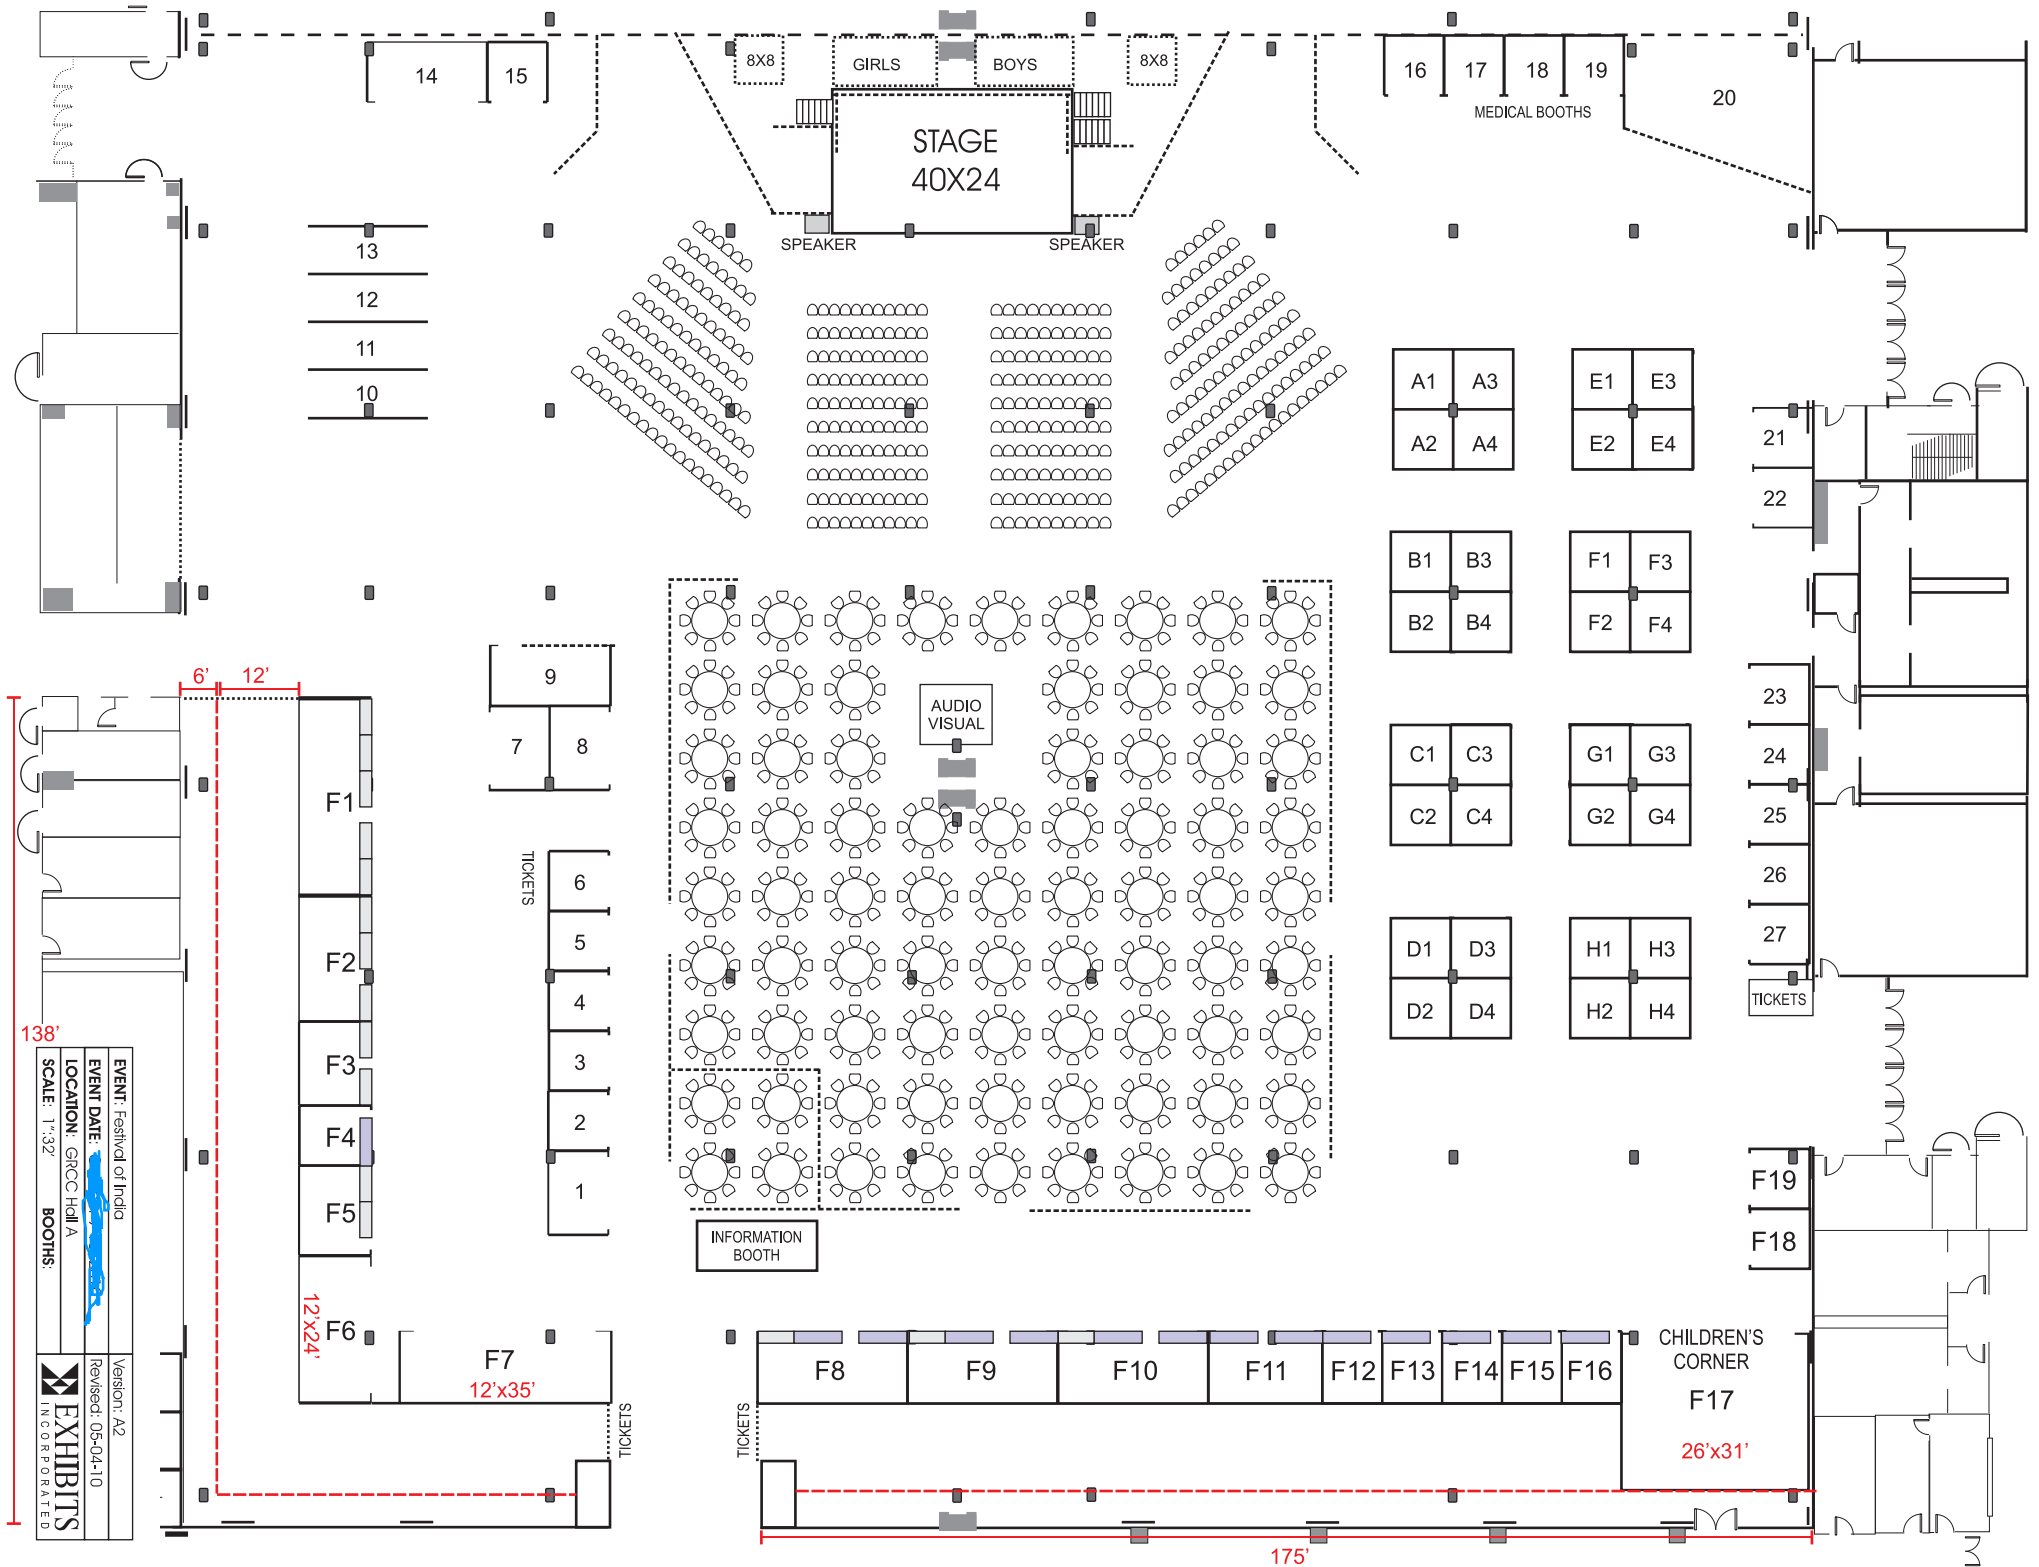 8X8
GIRLS
BOYS
8X8
14
15
16
17
18
19
20
MEDICAL BOOTHS
STAGE
40X24
SPEAKER
SPEAKER
13
12
11
10
A1
A3
A2
A4
E1
E3
E2
E4
21
22
B1
B3
B2
B4
F1
F3
F2
F4
6'
12'
9
7
8
AUDIO
VISUAL
23
24
25
26
27
TICKETS
C1
C3
C2
C4
G1
G3
G2
G4
D1
D3
D2
D4
H1
H3
H2
H4
F1
F2
F3
F4
F5
F6
12'x24'
TICKETS
6
5
4
3
2
1
138'
INFORMATION
BOOTH
F19
F18
F7
12'x35'
TICKETS
TICKETS
F8
F9
F10
F11
F12
F13
F14
F15
F16
CHILDREN'S
CORNER
F17
26'x31'
175'
EVENT: Festival of India
EVENT DATE:
LOCATION: GRCC Hall A
SCALE: 1":32' BOOTHS:
Version: A2
Revised: 05-04-10
EXHIBITS
INCORPORATED